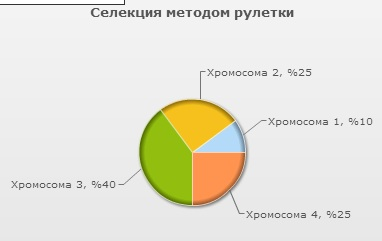 Селекция методом рулетки
Хромосома 2, %25
Хромосома 1, %10
Хромосома 3, %40
Хромосома 4, %25